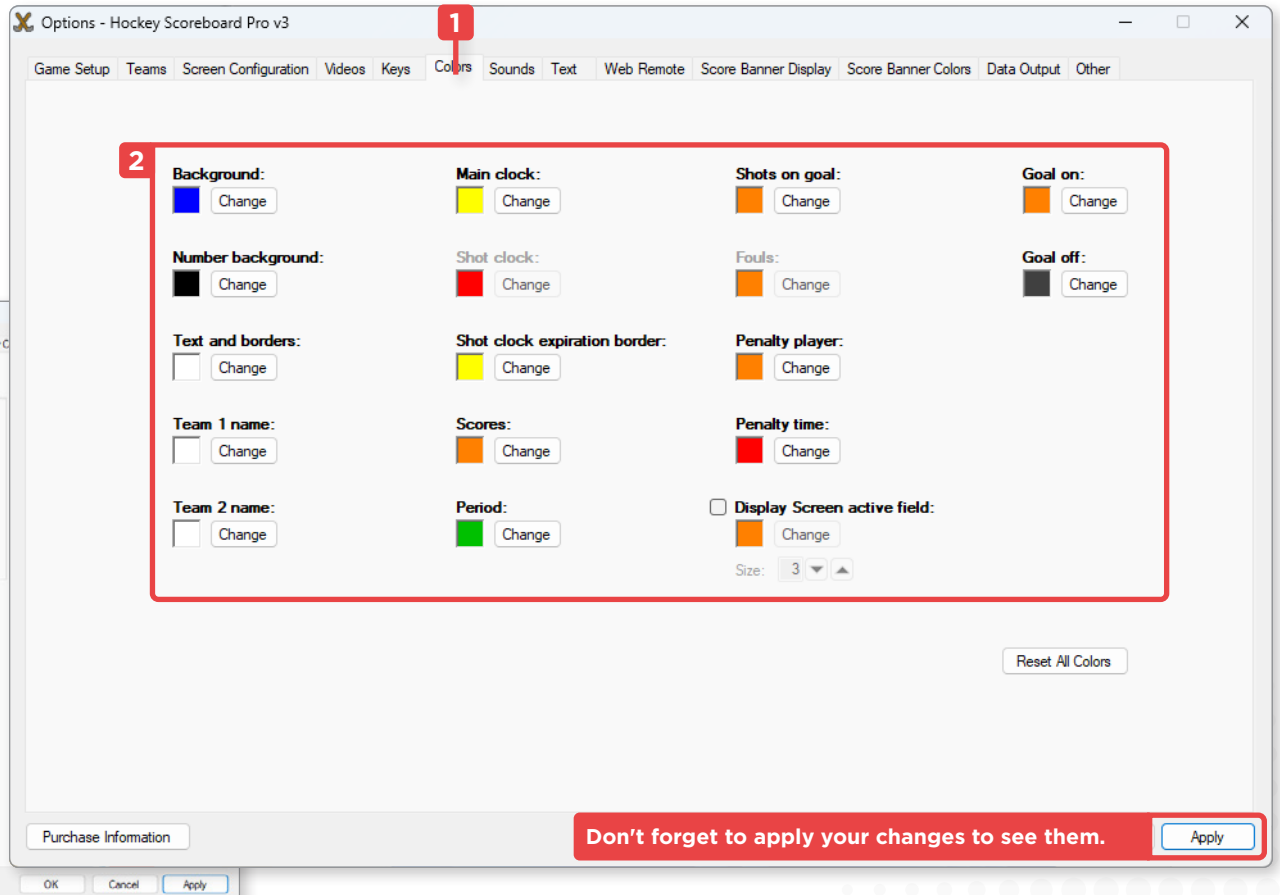 Options - Hockey Scoreboard Pro v3
1
Game Setup Teams Screen Configuration Videos Keys Colors Sounds Text Web Remote Score Banner Display Score Banner Colors Data Output Other
2
Background: Main clock: Shots on goal: Goal on:
Change Change Change Change
Number background: Shot clock: Fouls: Goal off:
Change Change Change Change
Text and borders: Shot clock expiration border: Penalty player:
Change Change Change
Team 1 name: Scores: Penalty time:
Change Change Change
Team 2 name: Period: Display Screen active field:
Change Change Change
Size: 3
Reset All Colors
Purchase Information Don't forget to apply your changes to see them. Apply
OK Cancel Apply